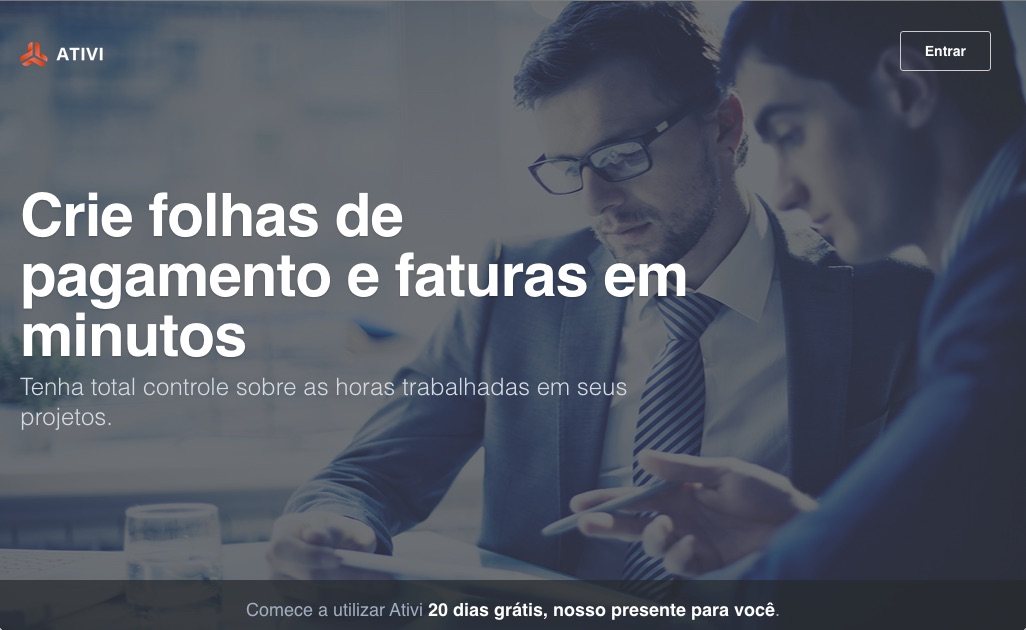 ATIVI
Entrar
Crie folhas de
pagamento e faturas em
minutos
Tenha total controle sobre as horas trabalhadas em seus
projetos.
Comece a utilizar Ativi 20 dias grátis, nosso presente para você.